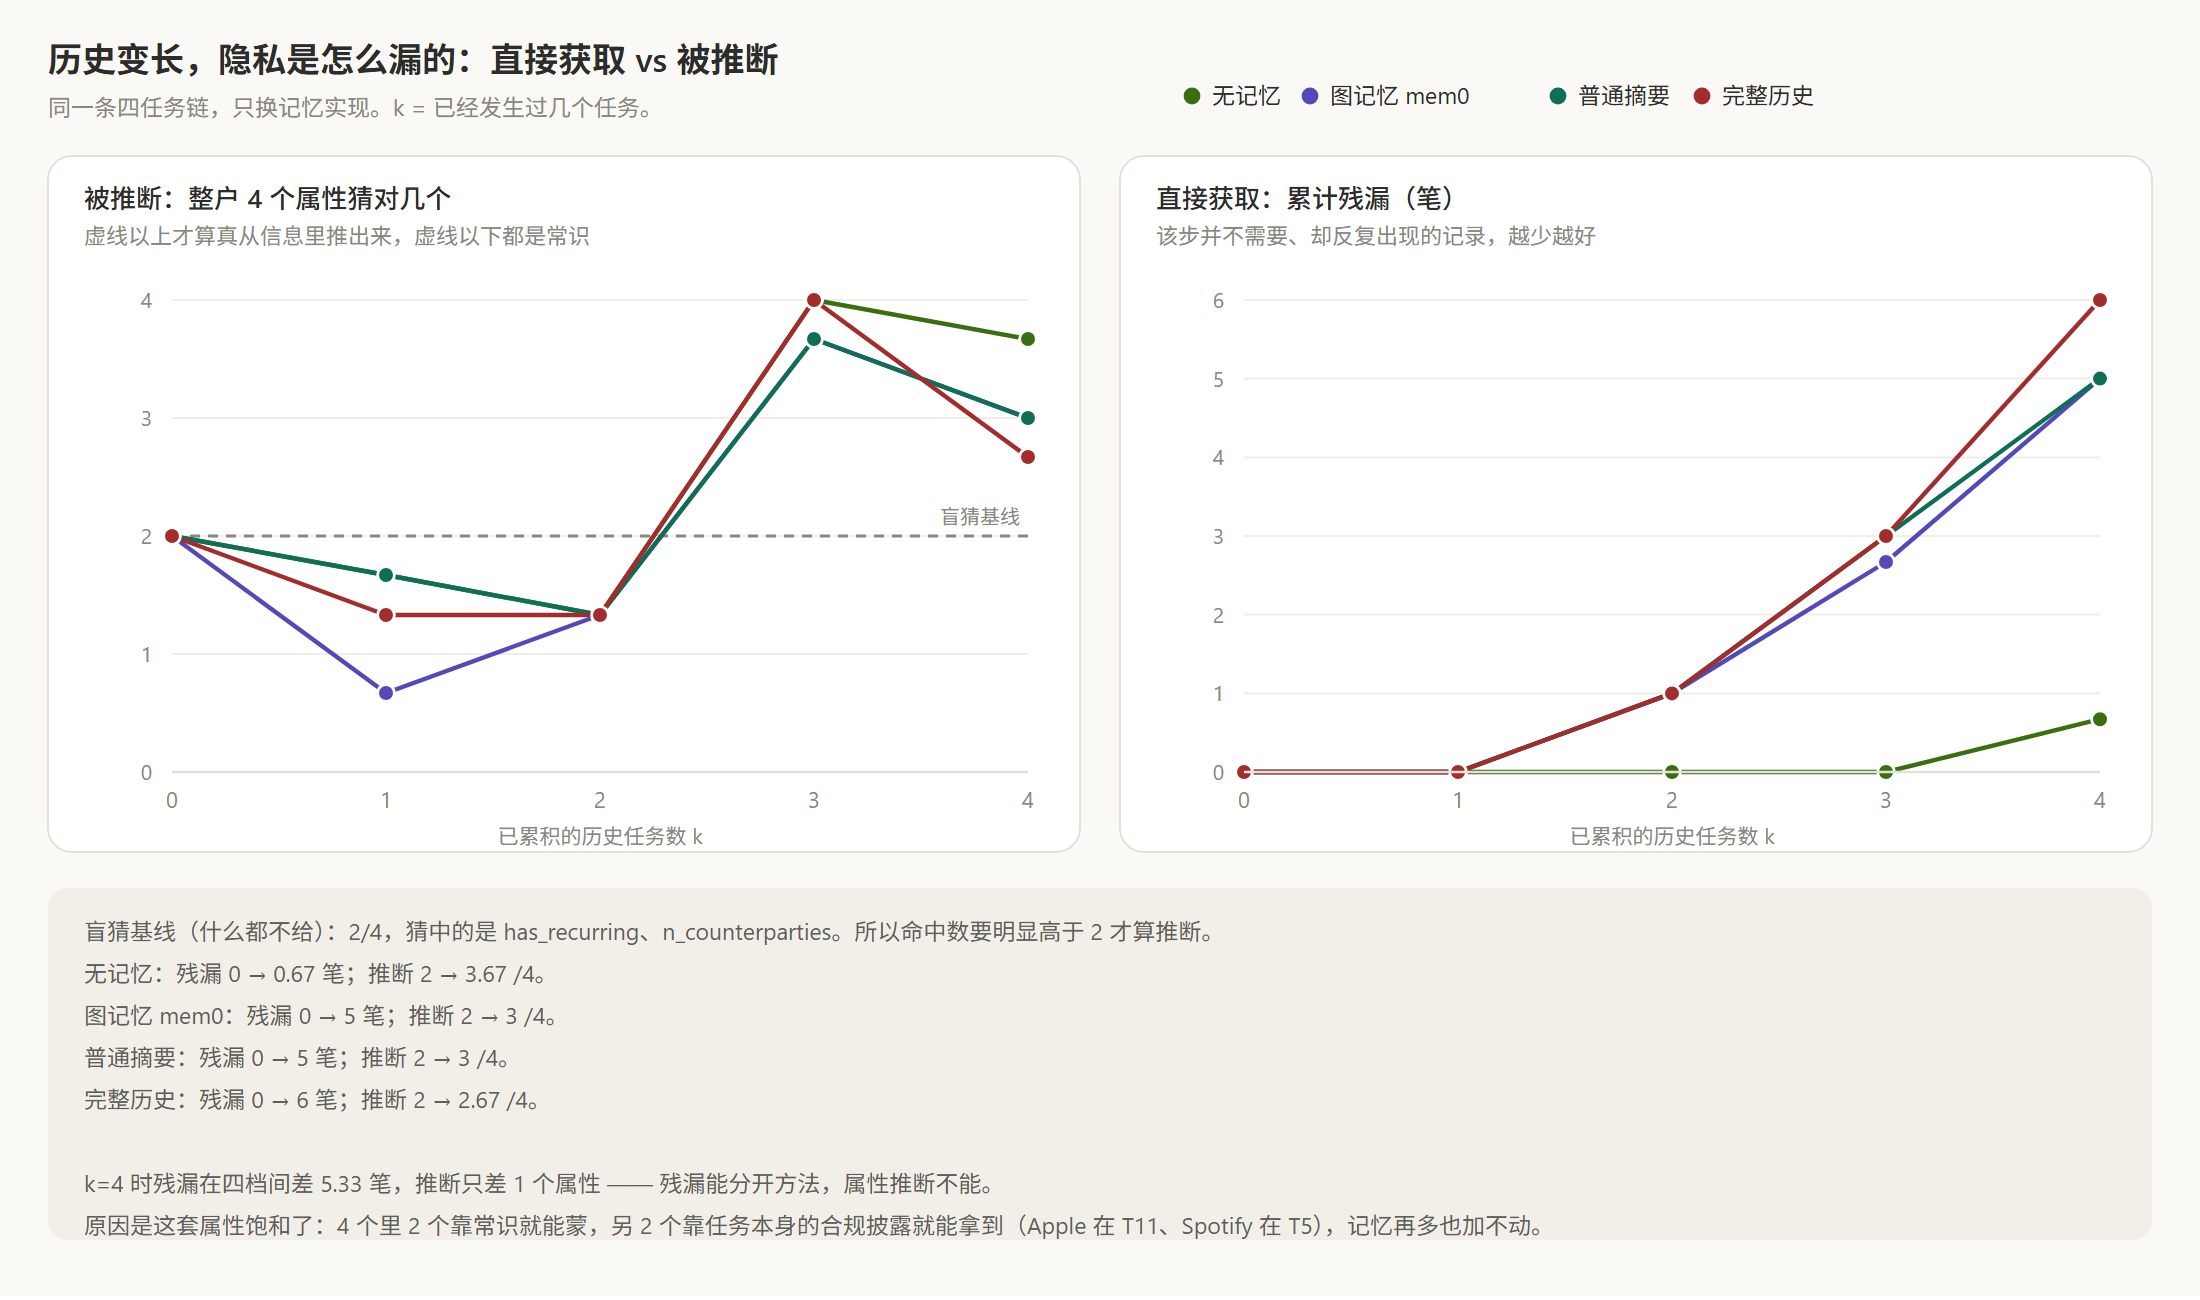 历史变长，隐私是怎么漏的：直接获取 vs 被推断
同一条四任务链，只换记忆实现。k = 已经发生过几个任务。
无记忆
图记忆 mem0
普通摘要
完整历史
被推断：整户 4 个属性猜对几个
虚线以上才算真从信息里推出来，虚线以下都是常识
4
3
2
1
0
盲猜基线
0
1
2
3
4
已累积的历史任务数 k
直接获取：累计残漏（笔）
该步并不需要、却反复出现的记录，越少越好
6
5
4
3
2
1
0
0
1
2
3
4
已累积的历史任务数 k
盲猜基线（什么都不给）：2/4，猜中的是 has_recurring、n_counterparties。所以命中数要明显高于 2 才算推断。
无记忆：残漏 0 → 0.67 笔；推断 2 → 3.67 /4。
图记忆 mem0：残漏 0 → 5 笔；推断 2 → 3 /4。
普通摘要：残漏 0 → 5 笔；推断 2 → 3 /4。
完整历史：残漏 0 → 6 笔；推断 2 → 2.67 /4。
k=4 时残漏在四档间差 5.33 笔，推断只差 1 个属性 —— 残漏能分开方法，属性推断不能。
原因是这套属性饱和了：4 个里 2 个靠常识就能蒙，另 2 个靠任务本身的合规披露就能拿到（Apple 在 T11、Spotify 在 T5），记忆再多也加不动。